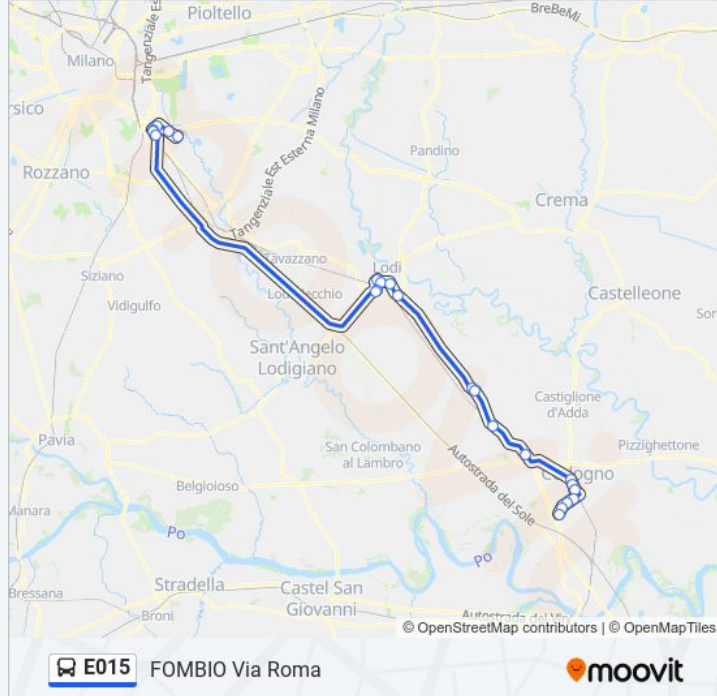 Pioltello
BreBeMi
Tangenziale Est
Milano
rsico
Tangenziale Est Esterna Milano
Pandino
Rozzano
Crema
Tavazzano
Lodi
Siziano
Castelleone
Vidigulfo
Sant'Angelo
Lodigiano
Castiglione
d'Adda
Pavia
San Colombano
al Lambro
Pizzighettone
Autostrada del Sole
Belgioioso
Manara
Po
Po
Stradella
Castel San
Giovanni
Bressana
Broni
© OpenStreetMap contributors | © OpenMapTiles
E015 FOMBIO Via Roma
moovit